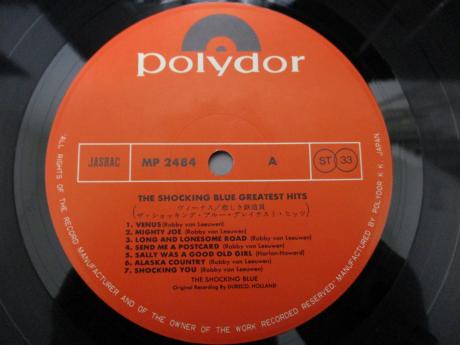 polydor
JASRAC
MP 2484
A
ST 33
THE SHOCKING BLUE GREATEST HITS
ヴィーナス/悲しき鉄道員
ザ・ショッキング・ブルー・グレイテスト・ヒッツ
1. VENUS (Robby van Leeuwen)
2. MIGHTY JOE (Robby van Leeuwen)
3. LONG AND LONESOME ROAD (Robby van Leeuwen)
4. SEND ME A POSTCARD (Robby van Leeuwen)
5. SALLY WAS A GOOD OLD GIRL (Harlan-Howard)
6. ALASKA COUNTRY (Robby van Leeuwen)
7. SHOCKING YOU (Robby van Leeuwen)
THE SHOCKING BLUE
Original Recording By DURECO, HOLLAND
ALL RIGHTS OF THE RECORD MANUFACTURER AND OF THE OWNER OF THE WORK RECORDED RESERVED· MANUFACTURED BY POLYDOR K.K. JAPAN